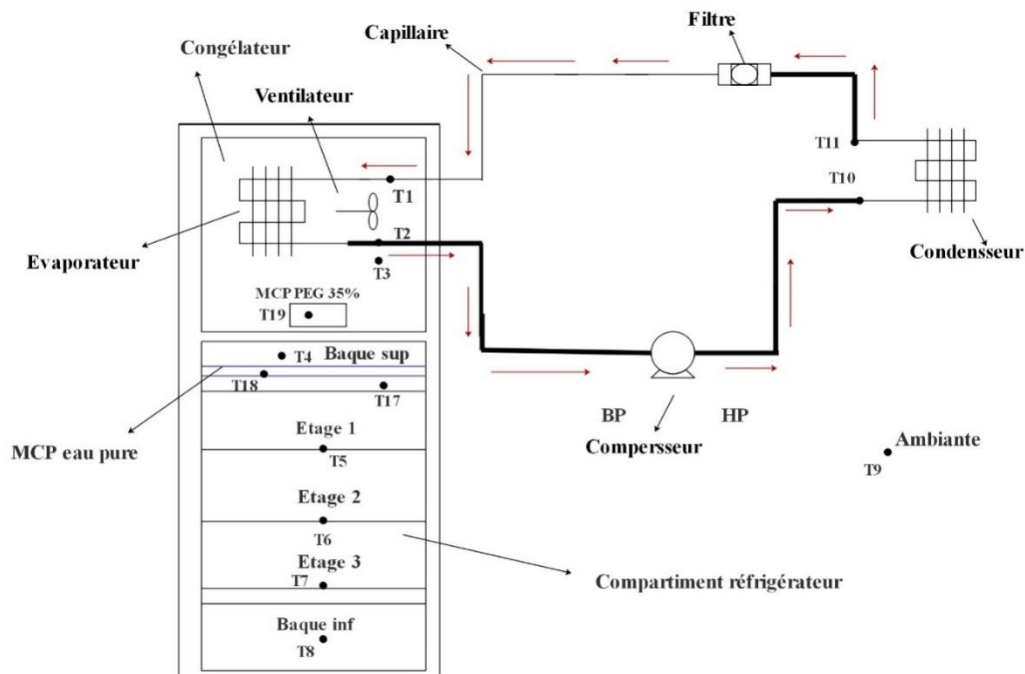 Filtre
Capillaire
Congélateur
Ventilateur
T11
T10
T1
T2
T3
Evaporateur
Condensseur
MCP PEG 35%
T19
T4
Baque sup
T18
T17
BP
HP
MCP eau pure
Etage 1
Compersseur
Ambiante
T5
T9
Etage 2
T6
Etage 3
T7
Compartiment réfrigérateur
Baque inf
T8